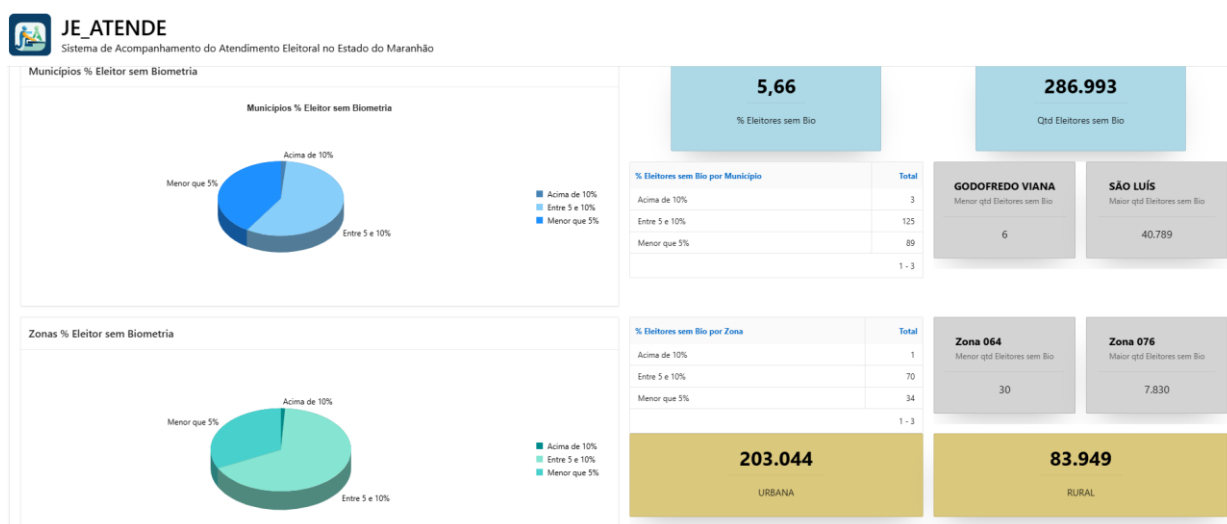 JE_ATENDE
Sistema de Acompanhamento do Atendimento Eleitoral no Estado do Maranhão
Municípios % Eleitor sem Biometria
Municípios % Eleitor sem Biometria
Acima de 10%
Menor que 5%
Entre 5 e 10%
Acima de 10%
Entre 5 e 10%
Menor que 5%
5,66
% Eleitores sem Bio
286.993
Qtd Eleitores sem Bio
% Eleitores sem Bio por Município Total
Acima de 10% 3
Entre 5 e 10% 125
Menor que 5% 89
1 - 3
GODOFREDO VIANA
Menor qtd Eleitores sem Bio
6
SÃO LUÍS
Maior qtd Eleitores sem Bio
40.789
Zonas % Eleitor sem Biometria
Acima de 10%
Menor que 5%
Entre 5 e 10%
Acima de 10%
Entre 5 e 10%
Menor que 5%
% Eleitores sem Bio por Zona Total
Acima de 10% 1
Entre 5 e 10% 70
Menor que 5% 34
1 - 3
Zona 064
Menor qtd Eleitores sem Bio
30
Zona 076
Maior qtd Eleitores sem Bio
7.830
203.044
URBANA
83.949
RURAL